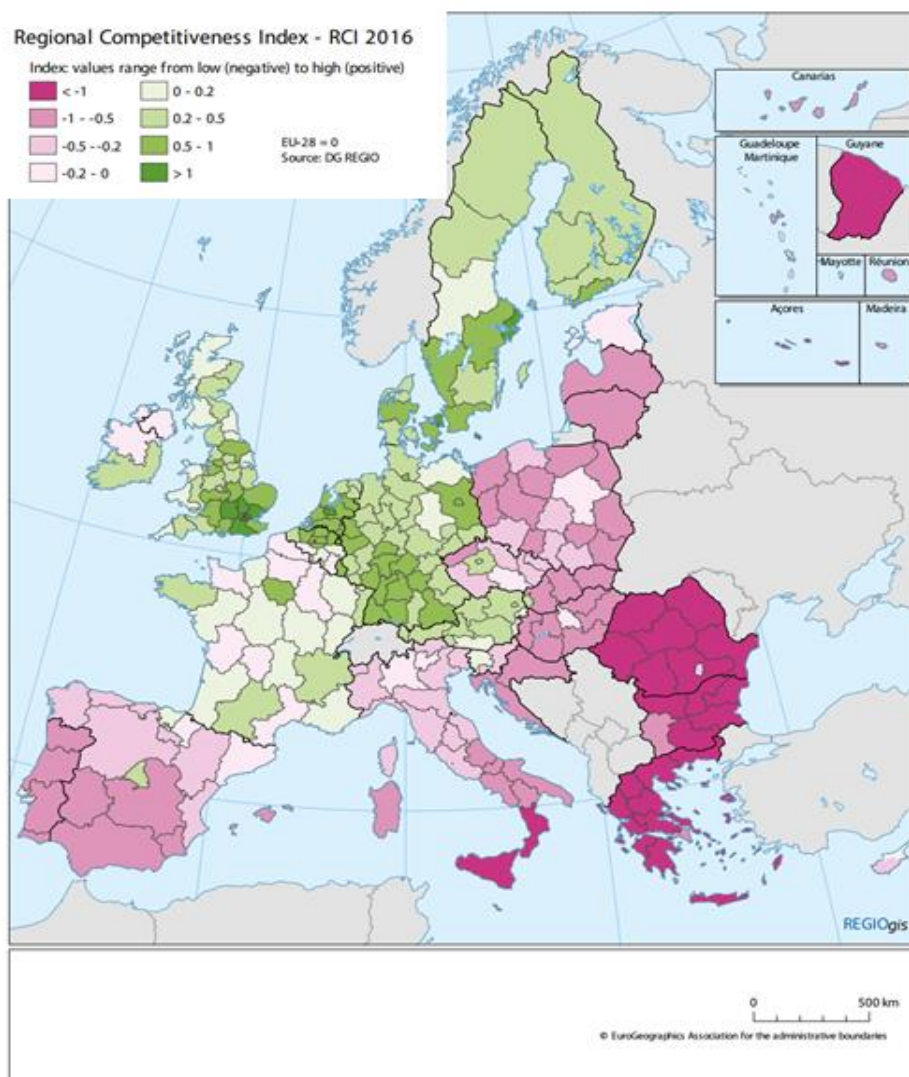 Regional Competitiveness Index - RCI 2016
Index: values range from low (negative) to high (positive)
< -1
-1 - -0.5
-0.5 - -0.2
-0.2 - 0
0 - 0.2
0.2 - 0.5
0.5 - 1
> 1
EU-28 = 0
Source: DG REGIO
Canarias
Guadeloupe
Martinique
Guyane
Mayotte
Réunion
Açores
Madeira
REGIOgis
0 500 km
© EuroGeographics Association for the administrative boundaries